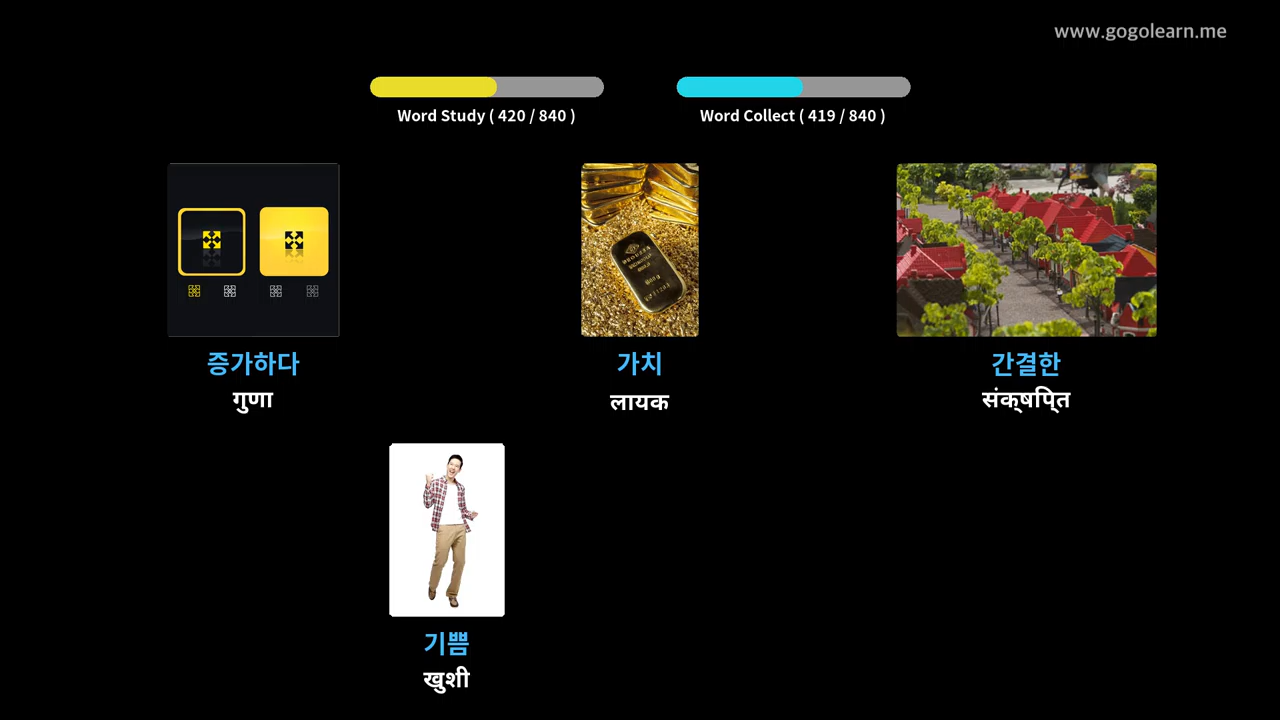 www.gogolearn.me
Word Study ( 420 / 840 )
Word Collect ( 419 / 840 )
증가하다
गुणा
가치
लायक
간결한
संक्षिप्त
기쁨
खुशी